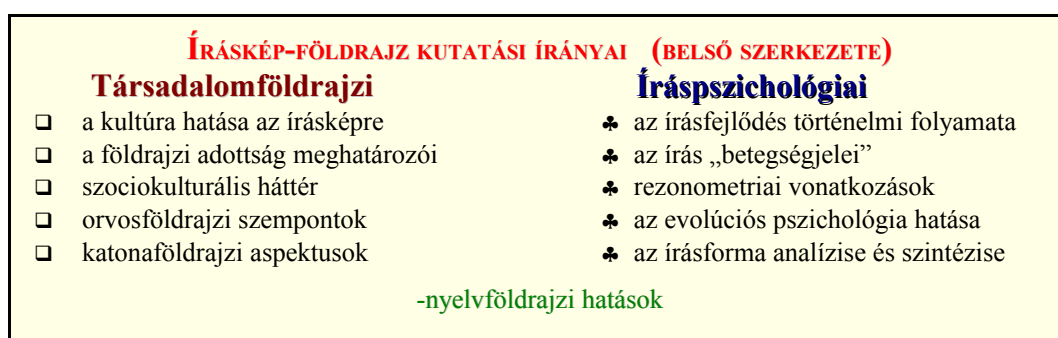 ÍRÁSKÉP-FÖLDRAJZ KUTATÁSI IRÁNYAI (BELSŐ SZERKEZETE)
Társadalomföldrajzi
❑ a kultúra hatása az írásképre
❑ a földrajzi adottság meghatározói
❑ szociokulturális háttér
❑ orvosföldrajzi szempontok
❑ katonaföldrajzi aspektusok
Íráspszichológiai
♣ az írásfejlődés történelmi folyamata
♣ az írás „betegségjelei”
♣ rezonometriai vonatkozások
♣ az evolúciós pszichológia hatása
♣ az írásforma analízise és szintézise
-nyelvföldrajzi hatások